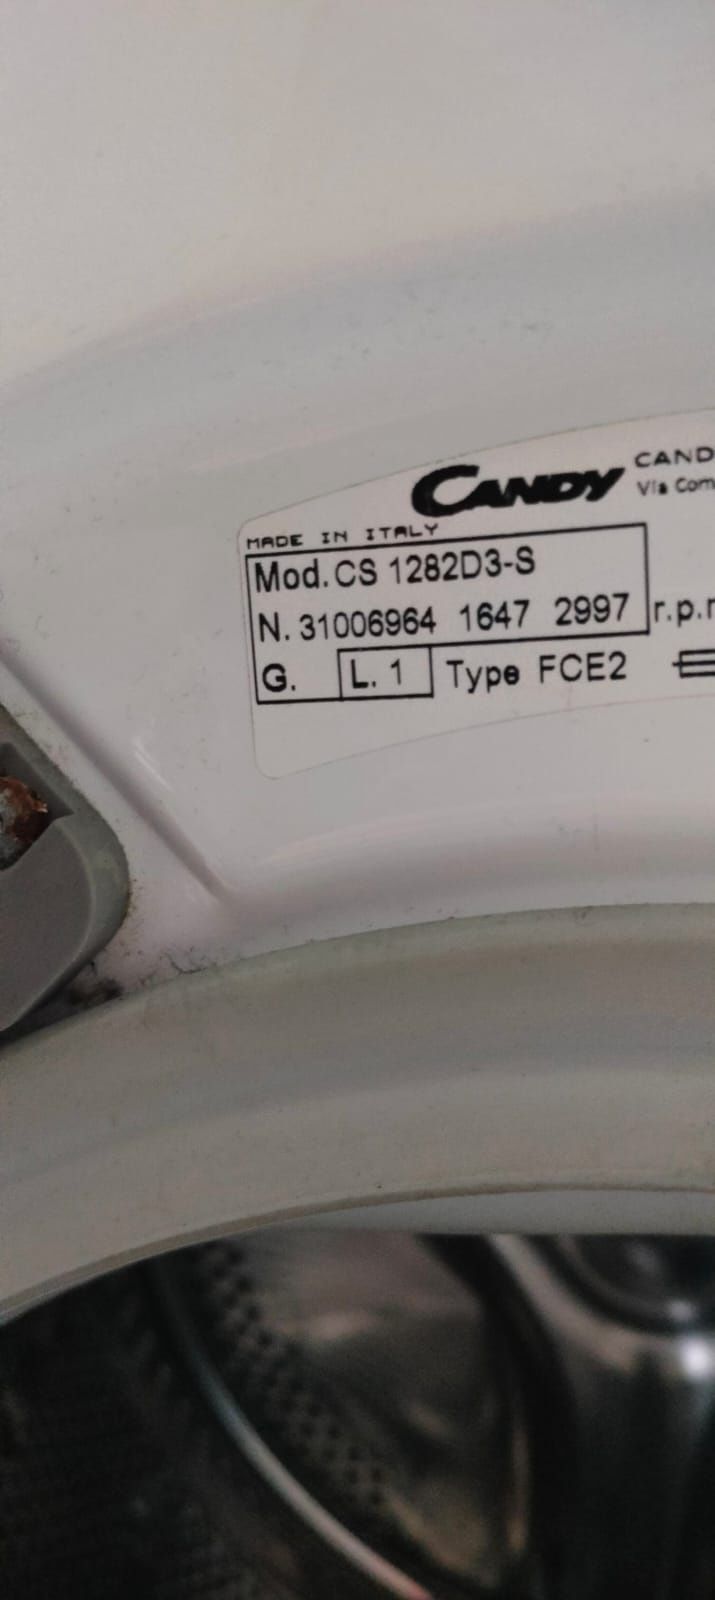 CANDY CAND
Via Com
MADE IN ITALY
Mod. CS 1282D3-S
N. 31006964 1647 2997 r.p.
G. L. 1 Type FCE2